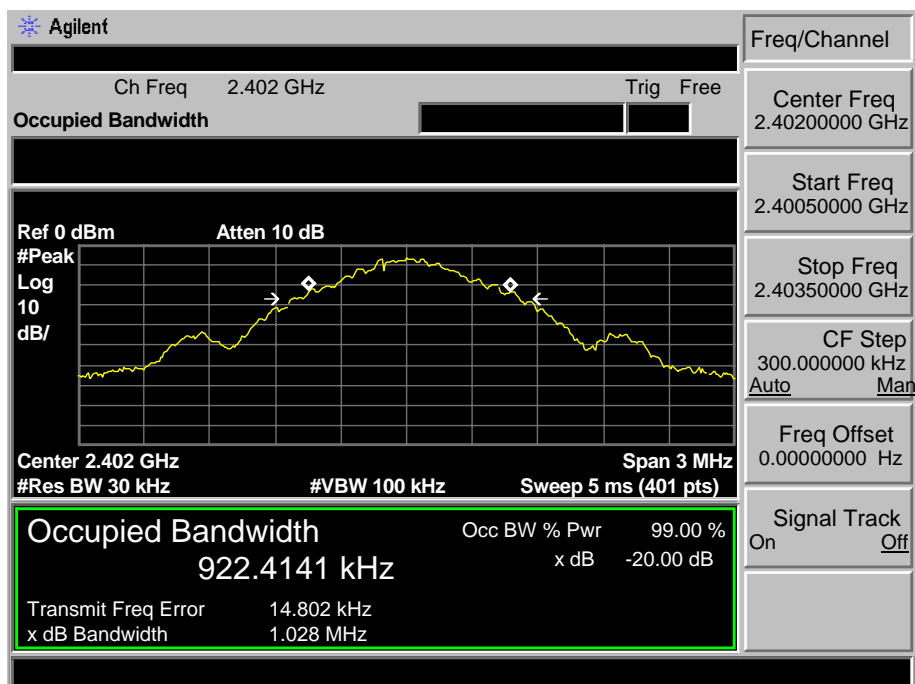 Agilent
Freq/Channel
Ch Freq 2.402 GHz Trig Free
Occupied Bandwidth
Center Freq
2.40200000 GHz
Start Freq
2.40050000 GHz
Stop Freq
2.40350000 GHz
CF Step
300.000000 kHz
Auto Man
Freq Offset
0.00000000 Hz
Signal Track
On Off
Ref 0 dBm Atten 10 dB
#Peak
Log
10
dB/
Center 2.402 GHz Span 3 MHz
#Res BW 30 kHz #VBW 100 kHz Sweep 5 ms (401 pts)
Occupied Bandwidth Occ BW % Pwr 99.00 %
922.4141 kHz x dB -20.00 dB
Transmit Freq Error 14.802 kHz
x dB Bandwidth 1.028 MHz